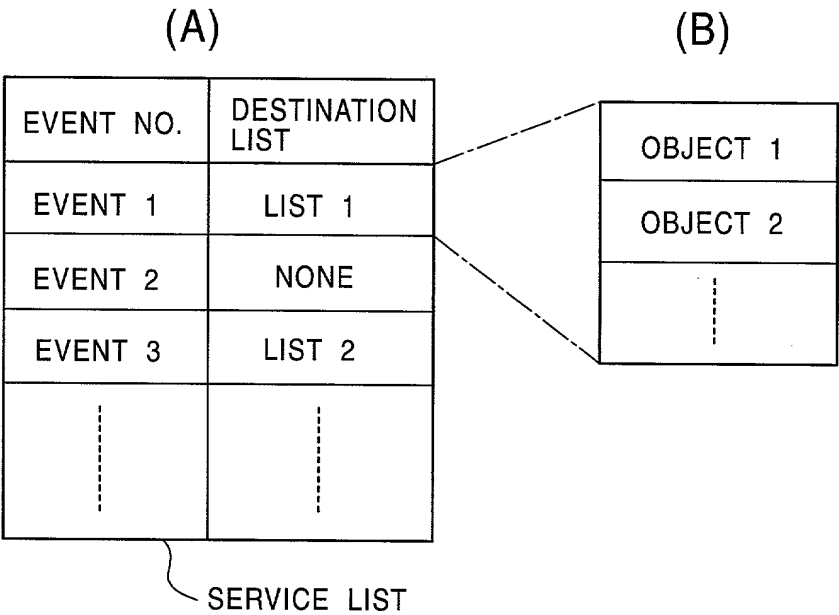 (A)
EVENT NO.
DESTINATION
LIST
EVENT 1
LIST 1
EVENT 2
NONE
EVENT 3
LIST 2
SERVICE LIST
(B)
OBJECT 1
OBJECT 2